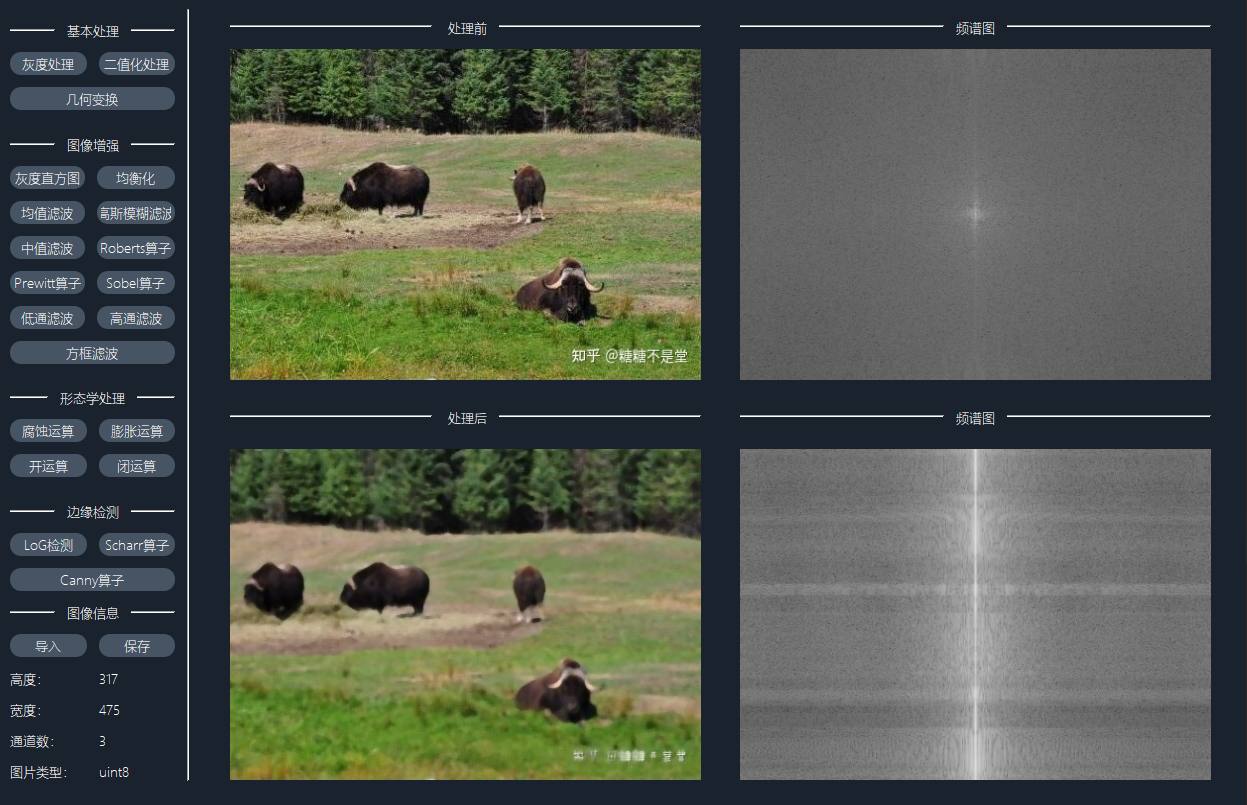 基本处理
灰度处理 二值化处理
几何变换
图像增强
灰度直方图 均衡化
均值滤波 高斯模糊滤波
中值滤波 Roberts算子
Prewitt算子 Sobel算子
低通滤波 高通滤波
方框滤波
形态学处理
腐蚀运算 膨胀运算
开运算 闭运算
边缘检测
LoG检测 Scharr算子
Canny算子
图像信息
导入 保存
高度: 317
宽度: 475
通道数: 3
图片类型: uint8
处理前
知乎 @糖糖不是堂
频谱图
处理后
频谱图